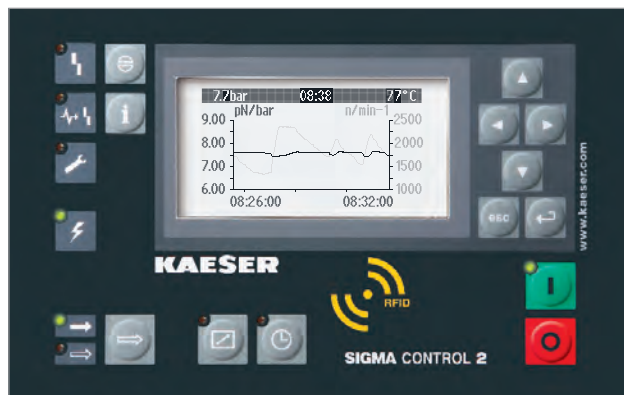 7.7bar 08:38 77°C
pN/bar n/min-1
9.00 2500
8.00 2000
7.00 1500
6.00 1000
08:26:00 08:32:00
esc
www.kaeser.com
KAESER
RFID
SIGMA CONTROL 2